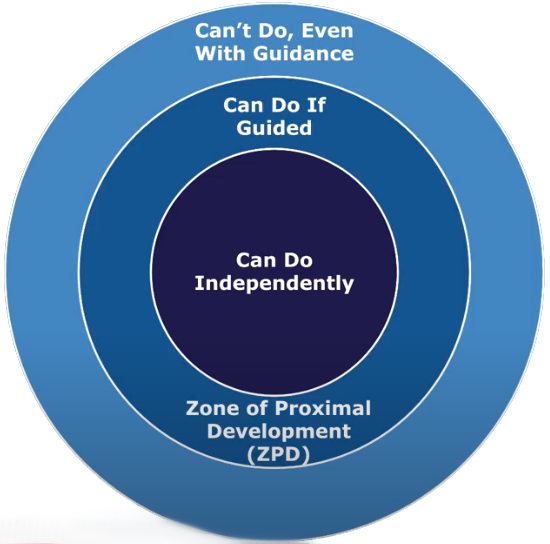 Can’t Do, Even
With Guidance
Can Do If
Guided
Can Do
Independently
Zone of Proximal
Development
(ZPD)